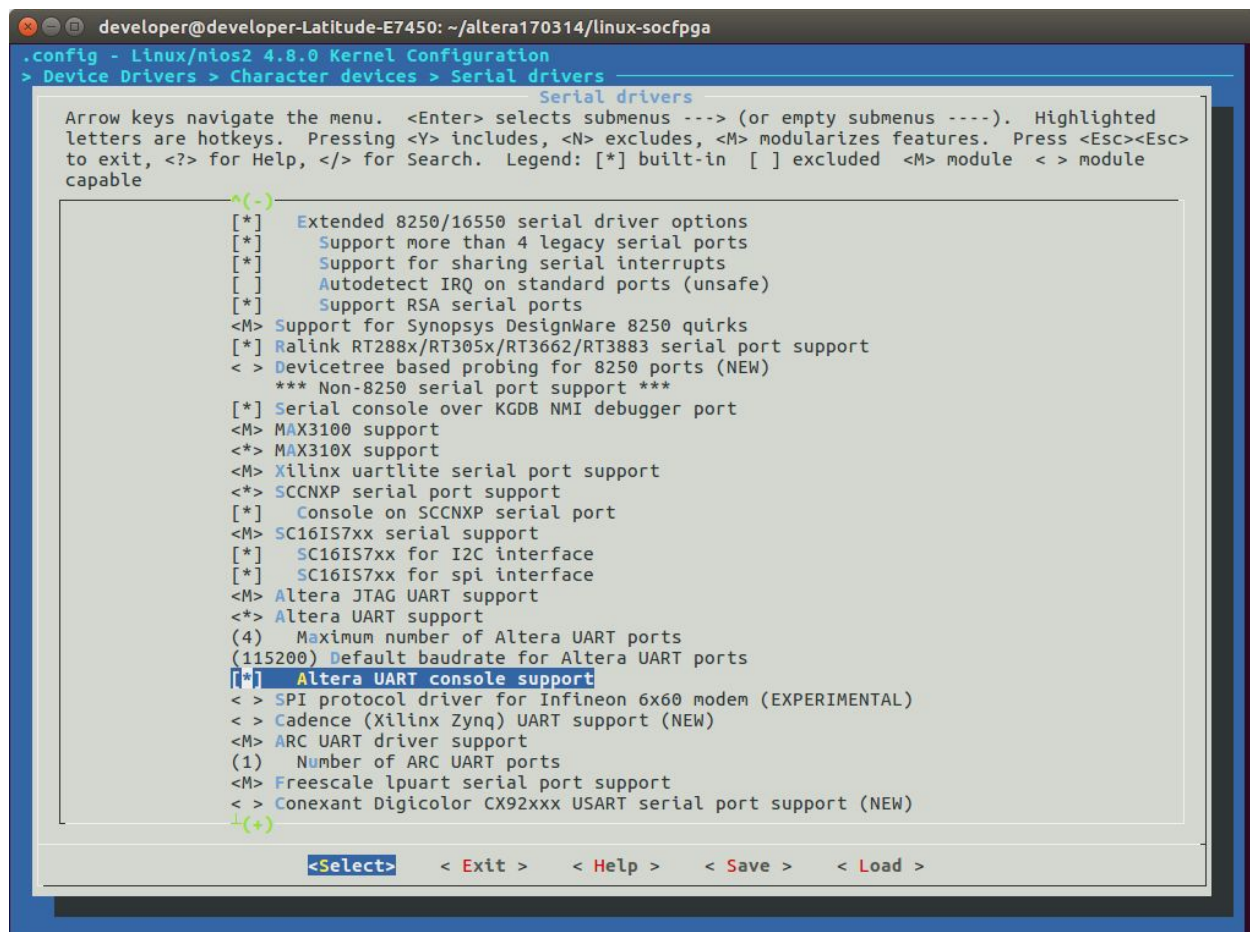 developer@developer-Latitude-E7450: ~/altera170314/linux-socfpga
.config - Linux/nios2 4.8.0 Kernel Configuration
> Device Drivers > Character devices > Serial drivers
Serial drivers
Arrow keys navigate the menu.  <Enter> selects submenus ---> (or empty submenus ----).  Highlighted
letters are hotkeys.  Pressing <Y> includes, <N> excludes, <M> modularizes features.  Press <Esc><Esc>
to exit, <?> for Help, </> for Search.  Legend: [*] built-in  [ ] excluded  <M> module  < > module
capable
^(-)
[*]   Extended 8250/16550 serial driver options
[*]     Support more than 4 legacy serial ports
[*]     Support for sharing serial interrupts
[ ]     Autodetect IRQ on standard ports (unsafe)
[*]     Support RSA serial ports
<M> Support for Synopsys DesignWare 8250 quirks
[*] Ralink RT288x/RT305x/RT3662/RT3883 serial port support
< > Devicetree based probing for 8250 ports (NEW)
*** Non-8250 serial port support ***
[*] Serial console over KGDB NMI debugger port
<M> MAX3100 support
<*> MAX310X support
<M> Xilinx uartlite serial port support
<*> SCCNXP serial port support
[*]   Console on SCCNXP serial port
<M> SC16IS7xx serial support
[*]   SC16IS7xx for I2C interface
[*]   SC16IS7xx for spi interface
<M> Altera JTAG UART support
<*> Altera UART support
(4)   Maximum number of Altera UART ports
(115200) Default baudrate for Altera UART ports
[*]   Altera UART console support
< > SPI protocol driver for Infineon 6x60 modem (EXPERIMENTAL)
< > Cadence (Xilinx Zynq) UART support (NEW)
<M> ARC UART driver support
(1)   Number of ARC UART ports
<M> Freescale lpuart serial port support
< > Conexant Digicolor CX92xxx USART serial port support (NEW)
┴(+)
<Select>    < Exit >    < Help >    < Save >    < Load >